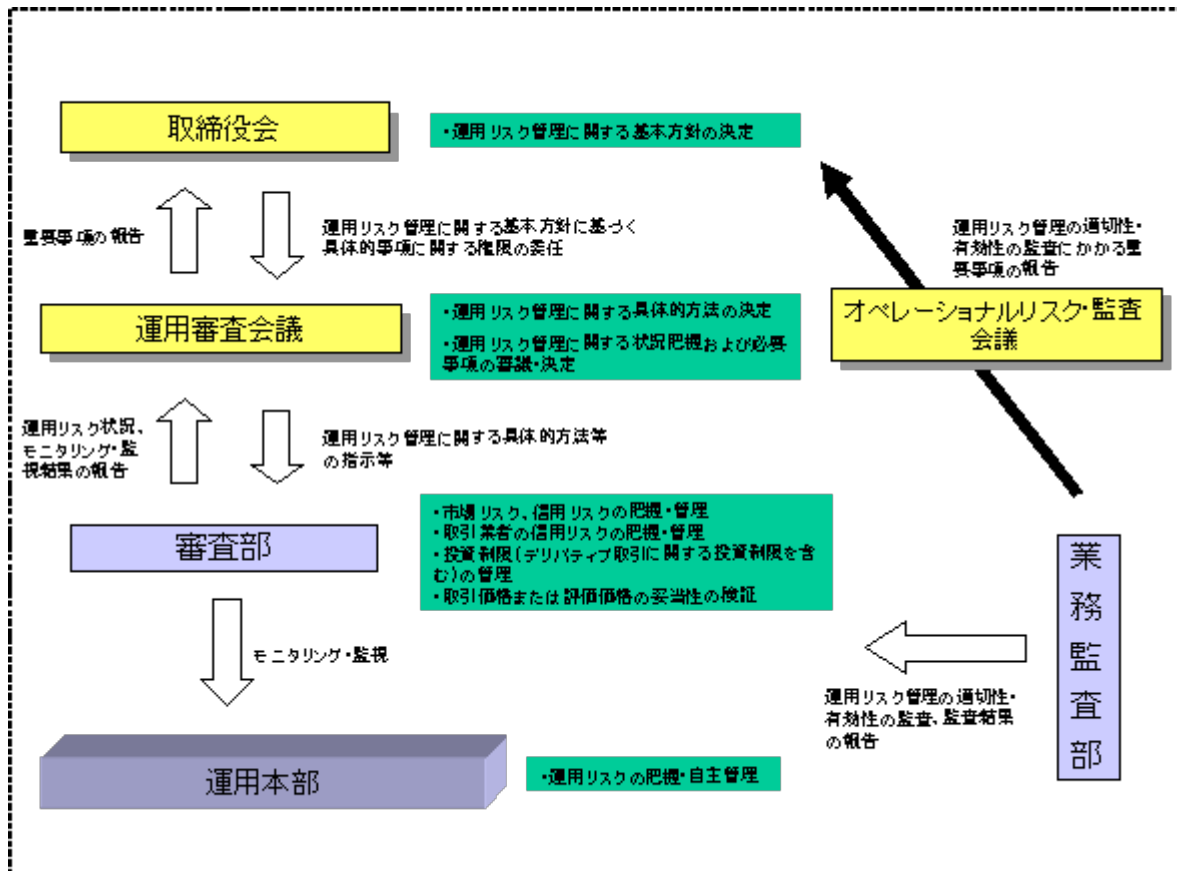 取締役会
・運用リスク管理に関する基本方針の決定
重要事項の報告
運用リスク管理に関する基本方針に基づく
具体的事項に関する権限の委任
運用リスク管理の適切性・
有効性の監査にかかる重
要事項の報告
運用審査会議
・運用リスク管理に関する具体的方法の決定
・運用リスク管理に関する状況把握および必要
事項の審議・決定
オペレーショナルリスク・監査
会議
運用リスク状況、
モニタリング・監
視結果の報告
運用リスク管理に関する具体的方法等
の指示等
審査部
・市場リスク、信用リスクの把握・管理
・取引業者の信用リスクの把握・管理
・投資制限(デリバティブ取引に関する投資制限を含
む)の管理
・取引価格または評価価格の妥当性の検証
業務監査部
モニタリング・監視
運用リスク管理の適切性・
有効性の監査、監査結果
の報告
運用本部
・運用リスクの把握・自主管理